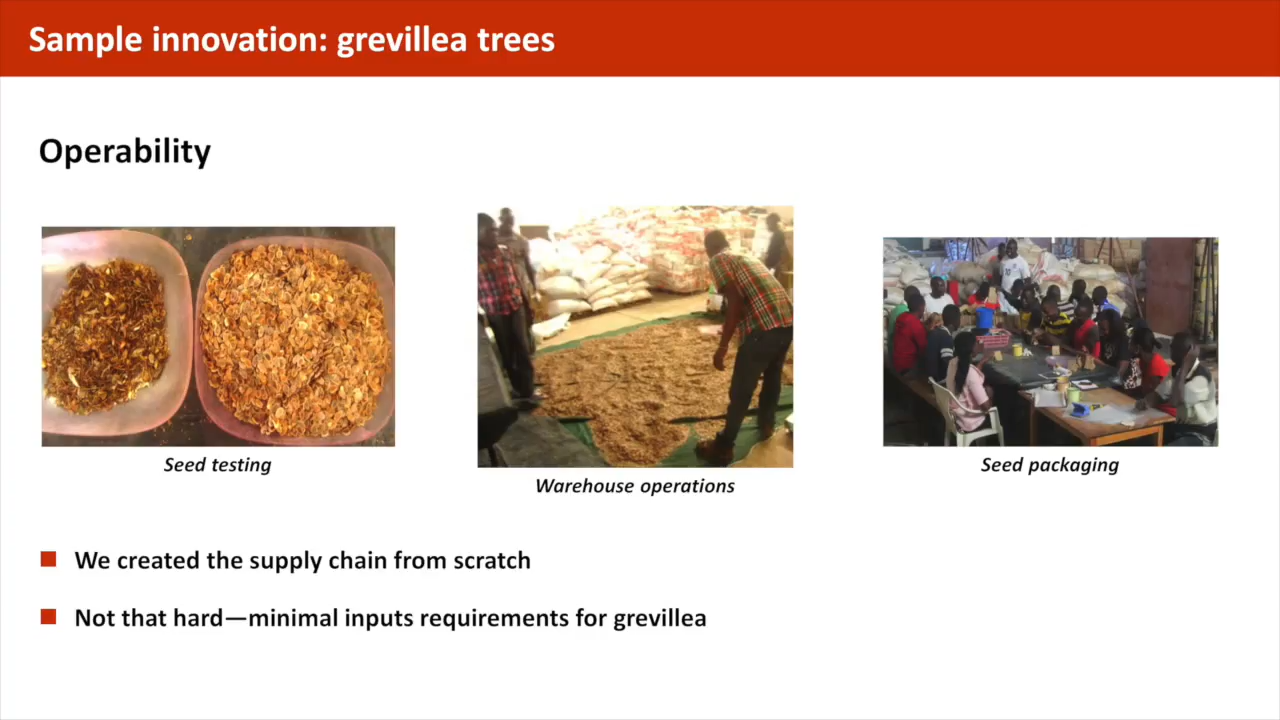 Sample innovation: grevillea trees
Operability
Seed testing
Warehouse operations
Seed packaging
We created the supply chain from scratch
Not that hard—minimal inputs requirements for grevillea